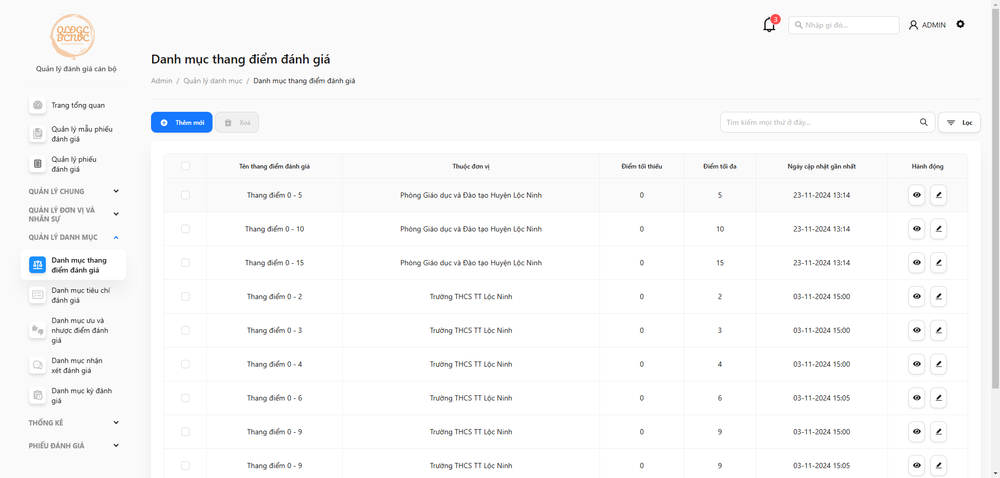 QLĐGC
BCNVC
Quản lý đánh giá cán bộ
Trang tổng quan
Quản lý mẫu phiếu
đánh giá
Quản lý phiếu
đánh giá
QUẢN LÝ CHUNG
QUẢN LÝ ĐƠN VỊ VÀ
NHÂN SỰ
QUẢN LÝ DANH MỤC
Danh mục thang
điểm đánh giá
Danh mục tiêu chí
đánh giá
Danh mục ưu và
nhược điểm đánh
giá
Danh mục nhận
xét đánh giá
Danh mục kỳ đánh
giá
THỐNG KÊ
PHIẾU ĐÁNH GIÁ
3
Nhập gì đó...
ADMIN
Danh mục thang điểm đánh giá
Admin / Quản lý danh mục / Danh mục thang điểm đánh giá
Thêm mới
Xoá
Tìm kiếm mọi thứ ở đây...
Lọc
Tên thang điểm đánh giá Thuộc đơn vị Điểm tối thiếu Điểm tối đa Ngày cập nhật gần nhất Hành động
Thang điểm 0 - 5 Phòng Giáo dục và Đào tạo Huyện Lộc Ninh 0 5 23-11-2024 13:14
Thang điểm 0 - 10 Phòng Giáo dục và Đào tạo Huyện Lộc Ninh 0 10 23-11-2024 13:14
Thang điểm 0 - 15 Phòng Giáo dục và Đào tạo Huyện Lộc Ninh 0 15 23-11-2024 13:14
Thang điểm 0 - 2 Trường THCS TT Lộc Ninh 0 2 03-11-2024 15:00
Thang điểm 0 - 3 Trường THCS TT Lộc Ninh 0 3 03-11-2024 15:00
Thang điểm 0 - 4 Trường THCS TT Lộc Ninh 0 4 03-11-2024 15:00
Thang điểm 0 - 6 Trường THCS TT Lộc Ninh 0 6 03-11-2024 15:05
Thang điểm 0 - 9 Trường THCS TT Lộc Ninh 0 9 03-11-2024 15:00
Thang điểm 0 - 9 Trường THCS TT Lộc Ninh 0 9 03-11-2024 15:05